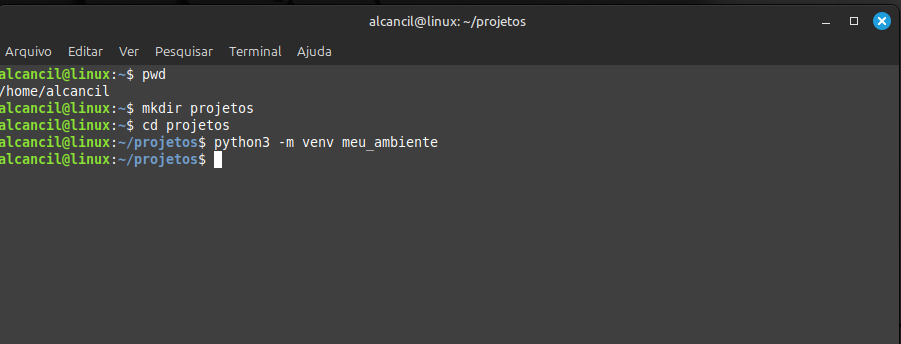 alcancil@linux: ~/projetos
Arquivo Editar Ver Pesquisar Terminal Ajuda
alcancil@linux:~$ pwd
/home/alcancil
alcancil@linux:~$ mkdir projetos
alcancil@linux:~$ cd projetos
alcancil@linux:~/projetos$ python3 -m venv meu_ambiente
alcancil@linux:~/projetos$